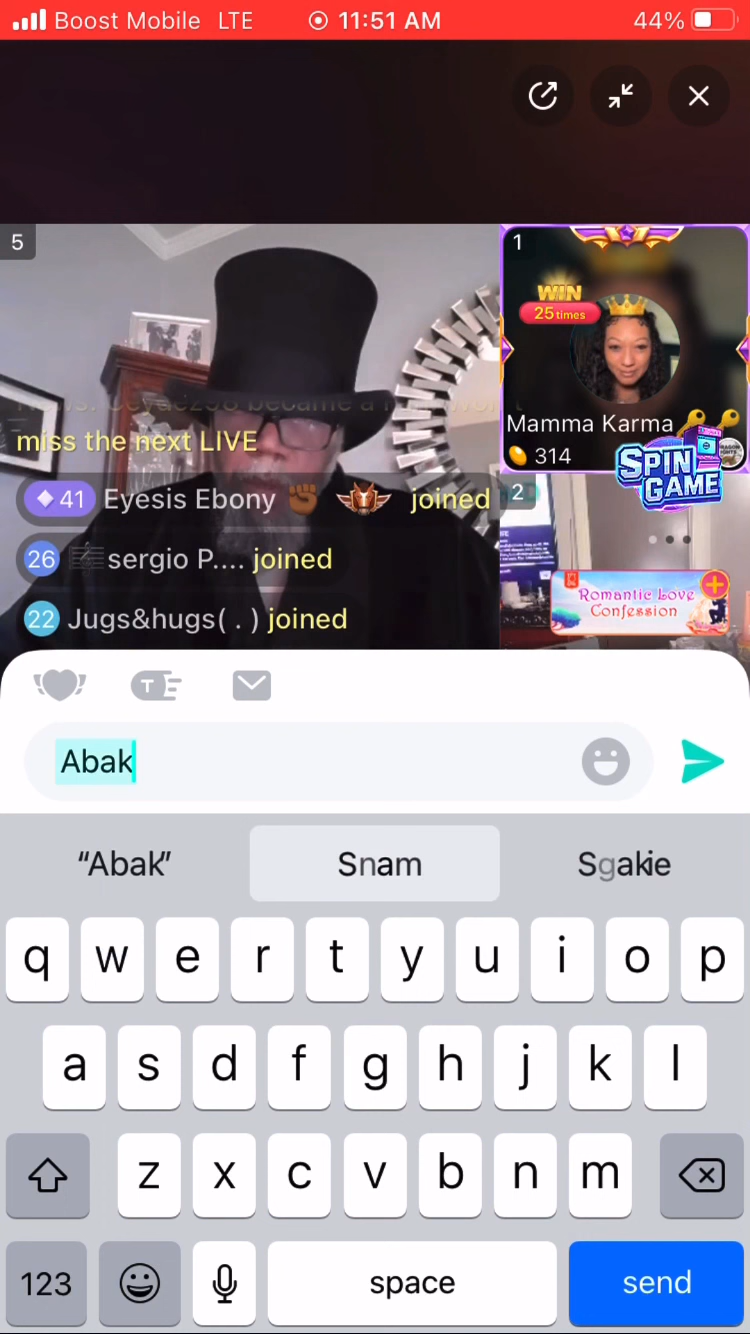 Boost Mobile LTE 11:51 AM 44%
5
1
WIN
25 times
Mamma Karma
314
SPIN
GAME
miss the next LIVE
41 Eyesis Ebony joined
2
26 sergio P.... joined
Romantic Love
Confession
22 Jugs&hugs( . ) joined
T
Abak
“Abak” Snam Sgakie
q w e r t y u i o p
a s d f g h j k l
z x c v b n m
123 space send